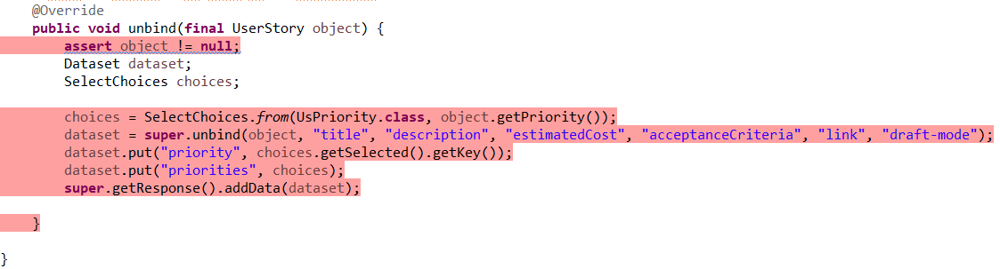 @Override
public void unbind(final UserStory object) {
assert object != null;
Dataset dataset;
SelectChoices choices;
choices = SelectChoices.from(UsPriority.class, object.getPriority());
dataset = super.unbind(object, "title", "description", "estimatedCost", "acceptanceCriteria", "link", "draft-mode");
dataset.put("priority", choices.getSelected().getKey());
dataset.put("priorities", choices);
super.getResponse().addData(dataset);
}
}